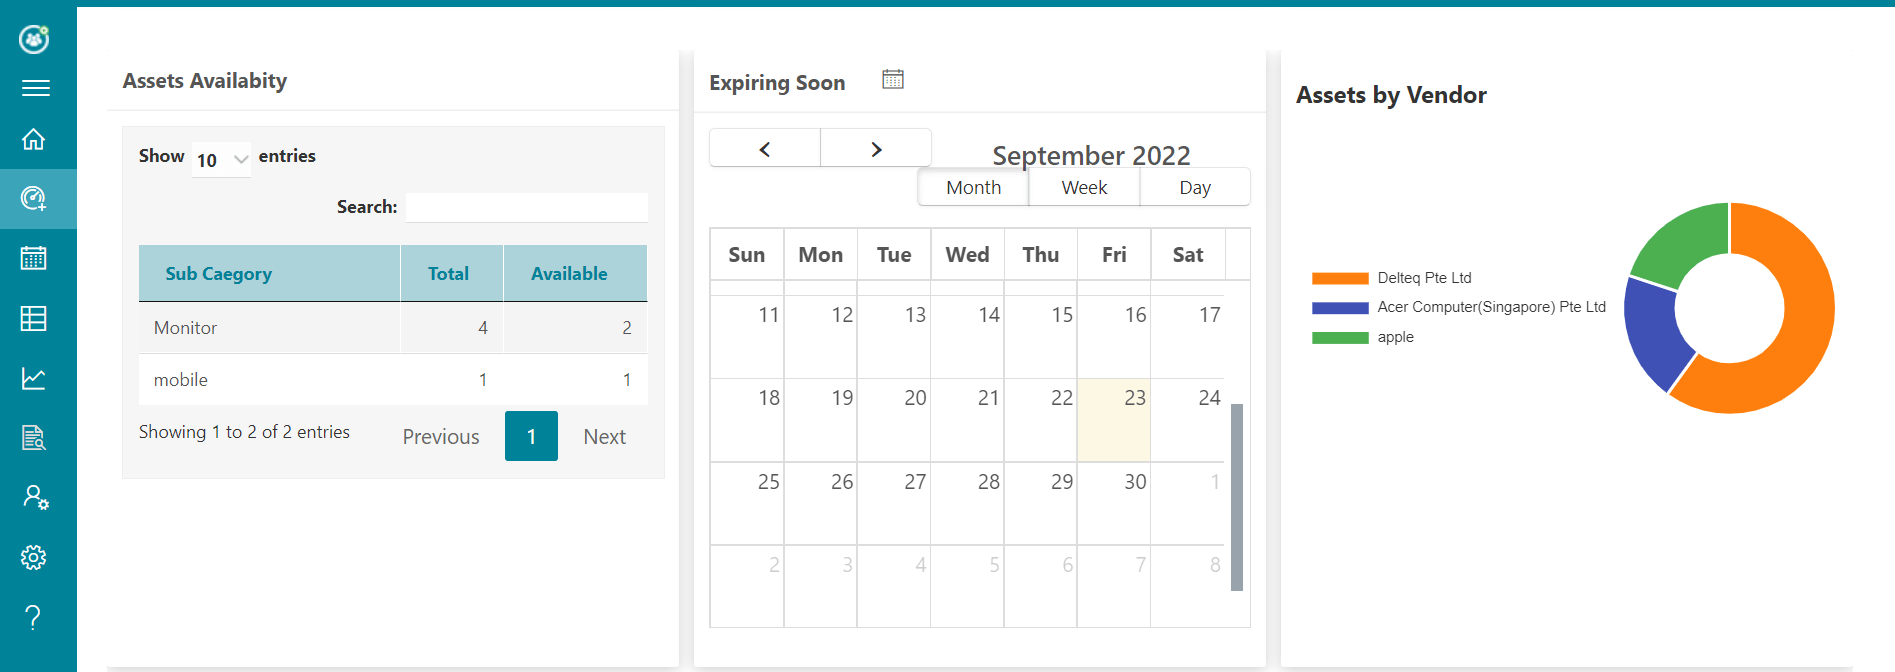 Assets Availabity
Show 10 entries
Search:
Sub Caegory Total Available
Monitor 4 2
mobile 1 1
Showing 1 to 2 of 2 entries Previous 1 Next
Expiring Soon
September 2022
Month Week Day
Sun Mon Tue Wed Thu Fri Sat
11 12 13 14 15 16 17
18 19 20 21 22 23 24
25 26 27 28 29 30 1
2 3 4 5 6 7 8
Assets by Vendor
Delteq Pte Ltd
Acer Computer(Singapore) Pte Ltd
apple